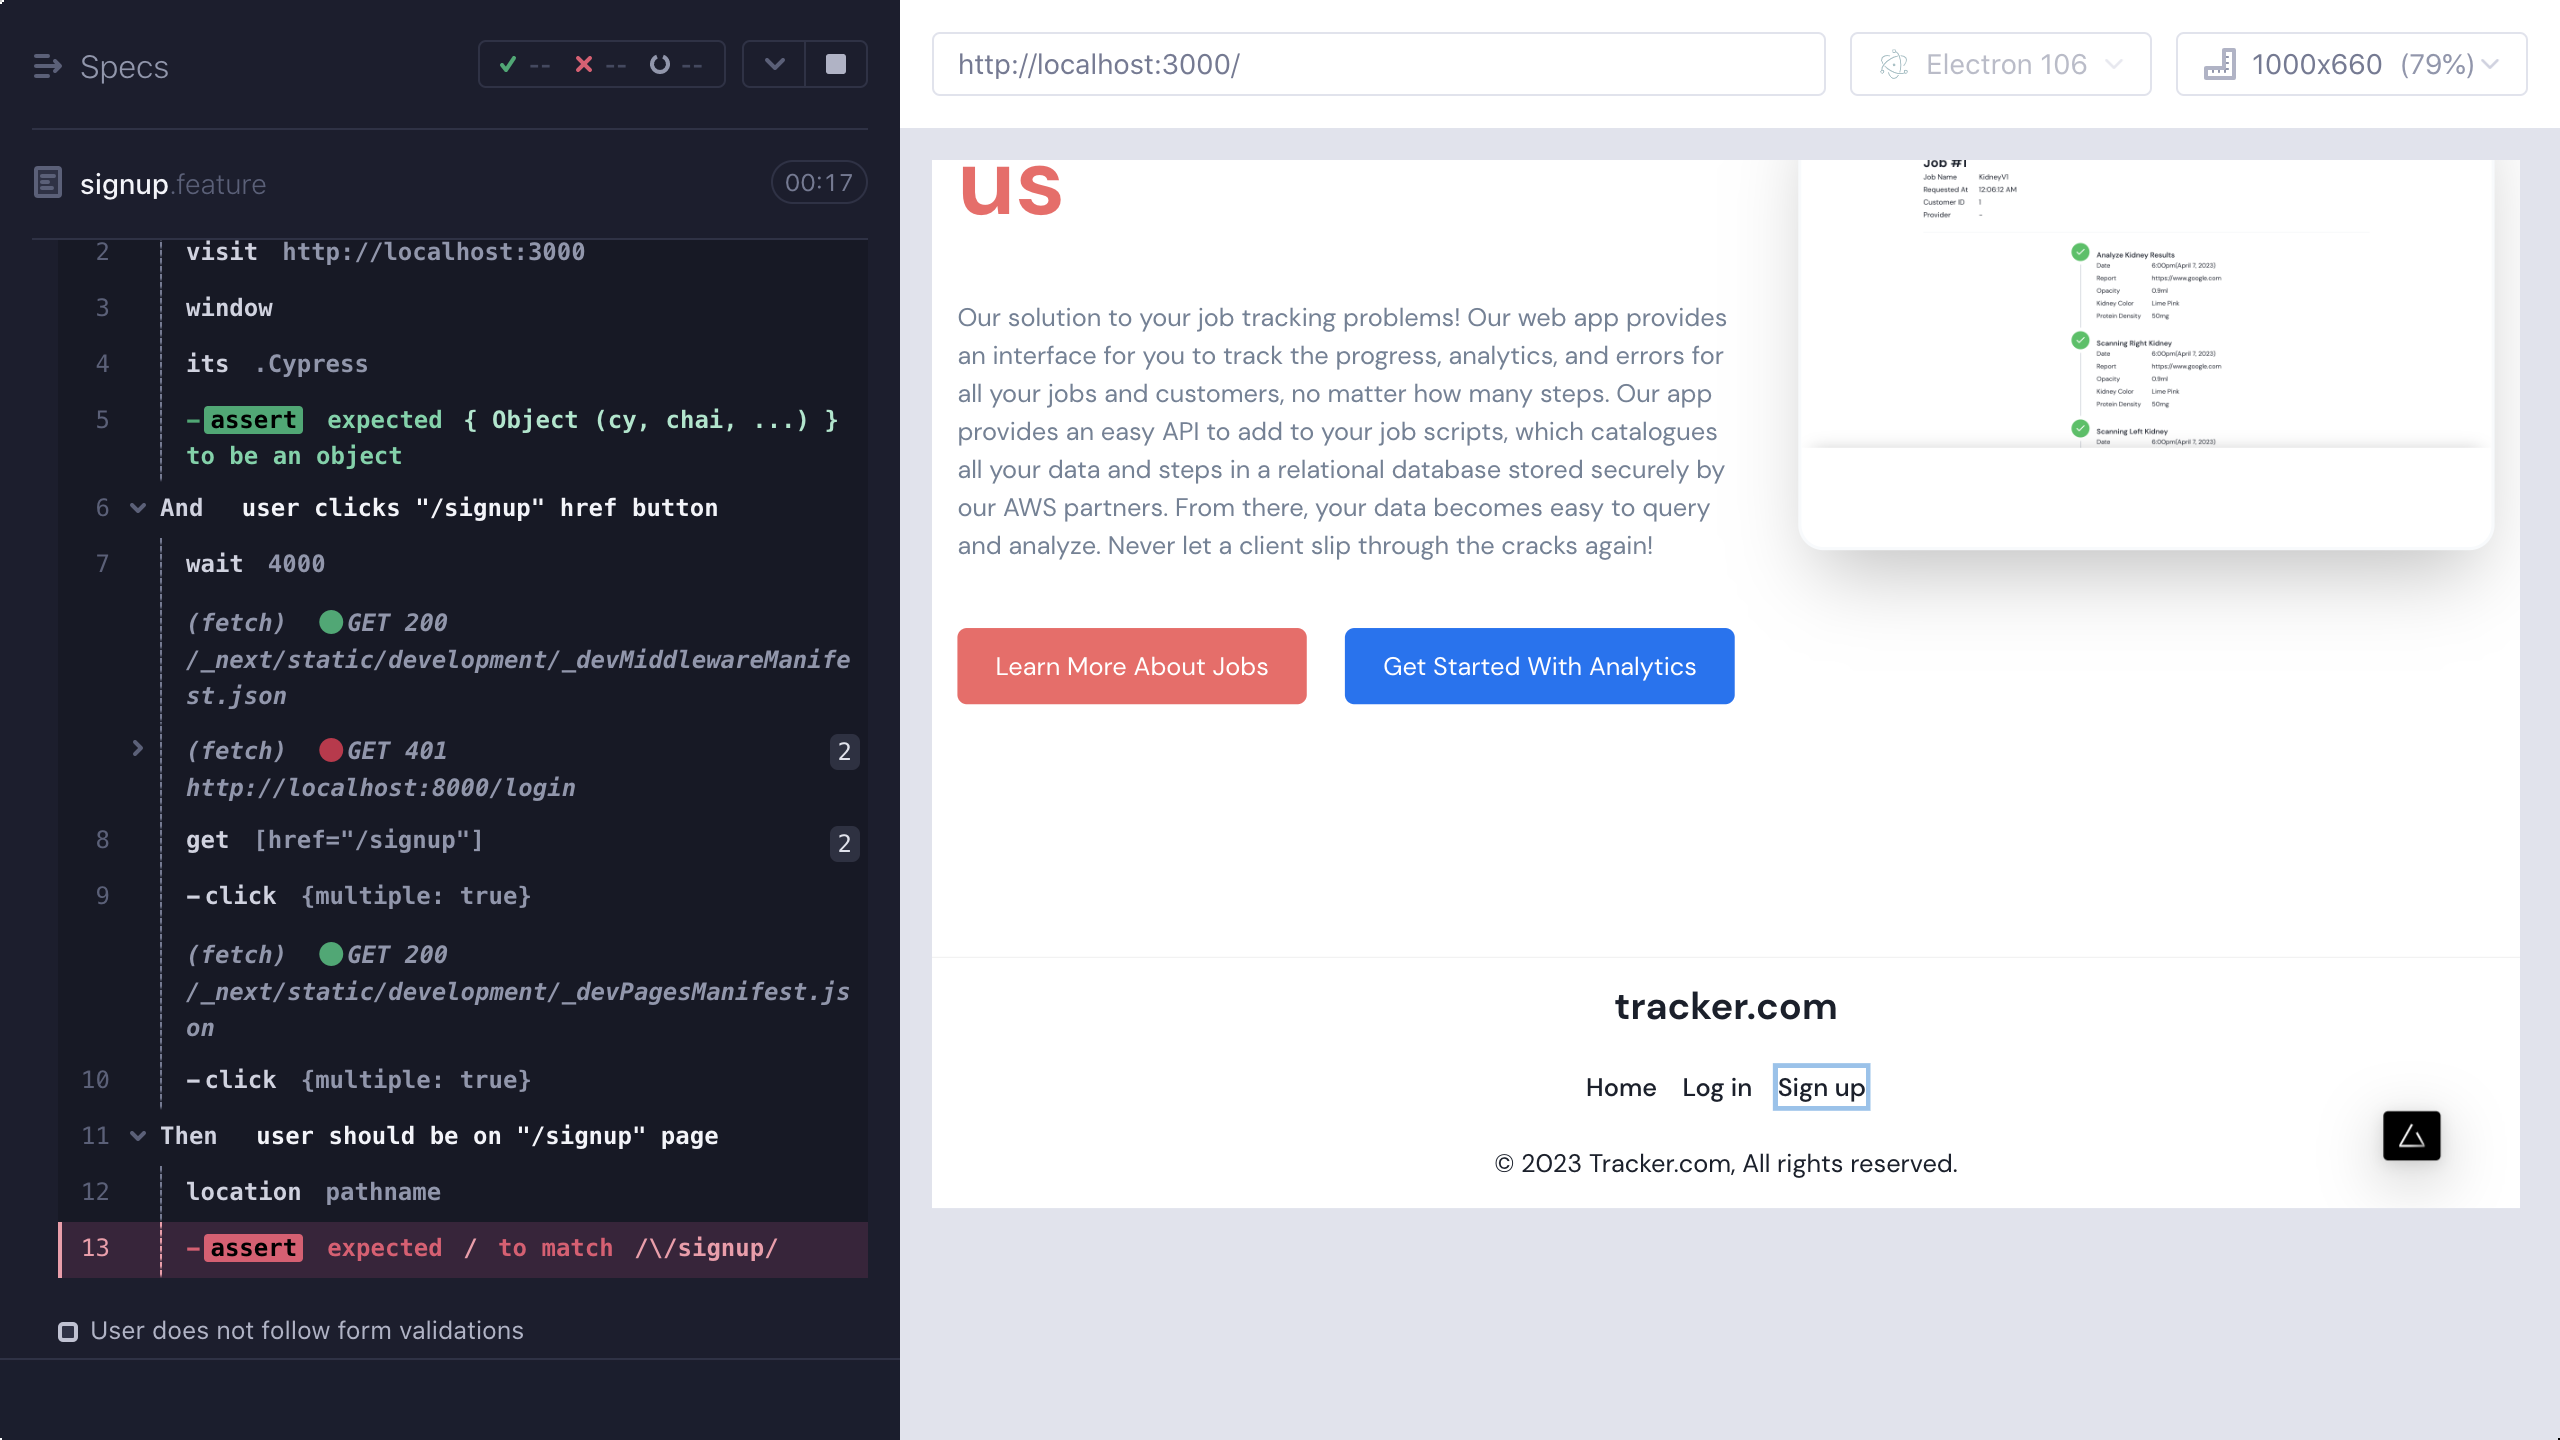 Specs
-- -- --
signup.feature
00:17
2 visit http://localhost:3000
3 window
4 its .Cypress
5 -assert expected { Object (cy, chai, ...) }
to be an object
6 And user clicks "/signup" href button
7 wait 4000
(fetch) GET 200
/_next/static/development/_devMiddlewareManife
st.json
(fetch) GET 401 2
http://localhost:8000/login
8 get [href="/signup"] 2
9 -click {multiple: true}
(fetch) GET 200
/_next/static/development/_devPagesManifest.js
on
10 -click {multiple: true}
11 Then user should be on "/signup" page
12 location pathname
13 -assert expected / to match /\/signup/
User does not follow form validations
http://localhost:3000/
Electron 106
1000x660 (79%)
us
Our solution to your job tracking problems! Our web app provides
an interface for you to track the progress, analytics, and errors for
all your jobs and customers, no matter how many steps. Our app
provides an easy API to add to your job scripts, which catalogues
all your data and steps in a relational database stored securely by
our AWS partners. From there, your data becomes easy to query
and analyze. Never let a client slip through the cracks again!
Learn More About Jobs
Get Started With Analytics
Job #1
Job Name KidneyV1
Requested At 12:06:12 AM
Customer ID 1
Provider -
Analyze Kidney Results
Date 6:00pm(April 7, 2023)
Report https://www.google.com
Opacity 0.9ml
Kidney Color Lime Pink
Protein Density 50mg
Scanning Right Kidney
Date 6:00pm(April 7, 2023)
Report https://www.google.com
Opacity 0.9ml
Kidney Color Lime Pink
Protein Density 50mg
Scanning Left Kidney
Date 6:00pm(April 7, 2023)
tracker.com
Home Log in Sign up
© 2023 Tracker.com, All rights reserved.